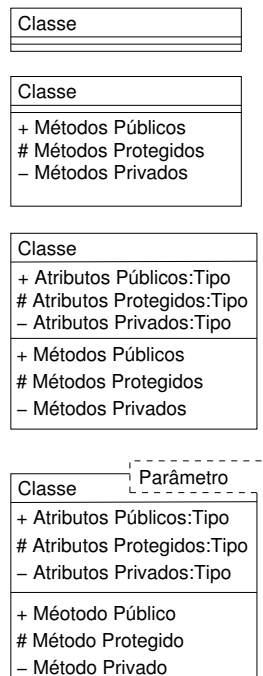 Classe
Classe
+ Métodos Públicos
# Métodos Protegidos
− Métodos Privados
Classe
+ Atributos Públicos:Tipo
# Atributos Protegidos:Tipo
− Atributos Privados:Tipo
+ Métodos Públicos
# Métodos Protegidos
− Métodos Privados
Parâmetro
Classe
+ Atributos Públicos:Tipo
# Atributos Protegidos:Tipo
− Atributos Privados:Tipo
+ Méotodo Público
# Método Protegido
− Método Privado